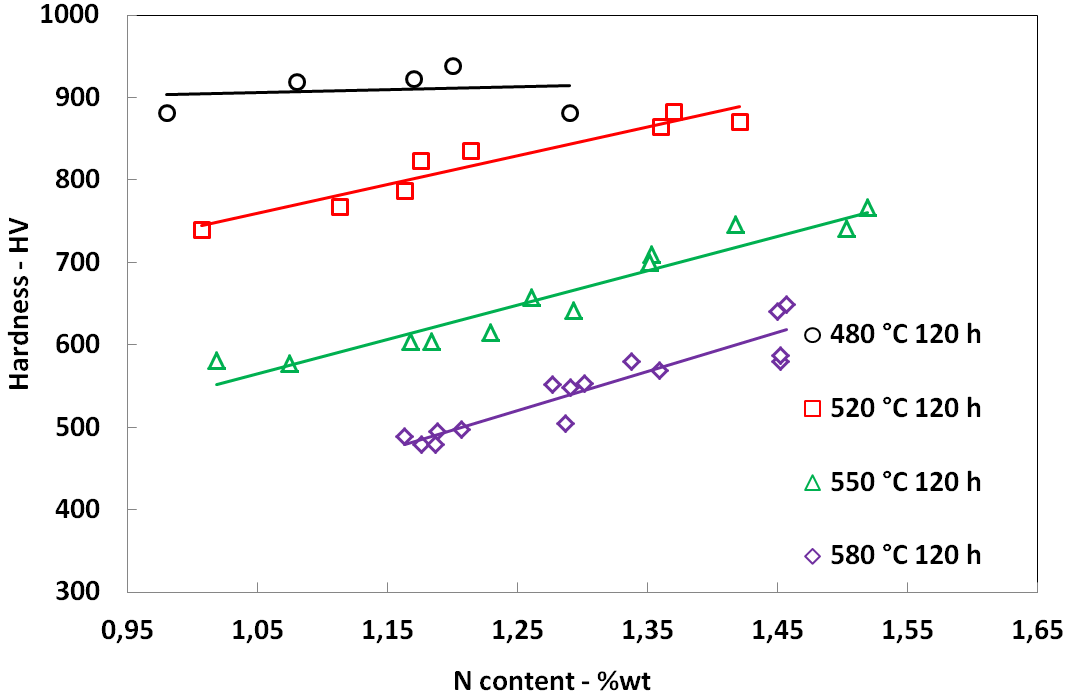 1000
900
800
700
600
500
400
300
Hardness - HV
480 °C 120 h
520 °C 120 h
550 °C 120 h
580 °C 120 h
0,95 1,05 1,15 1,25 1,35 1,45 1,55 1,65
N content - %wt